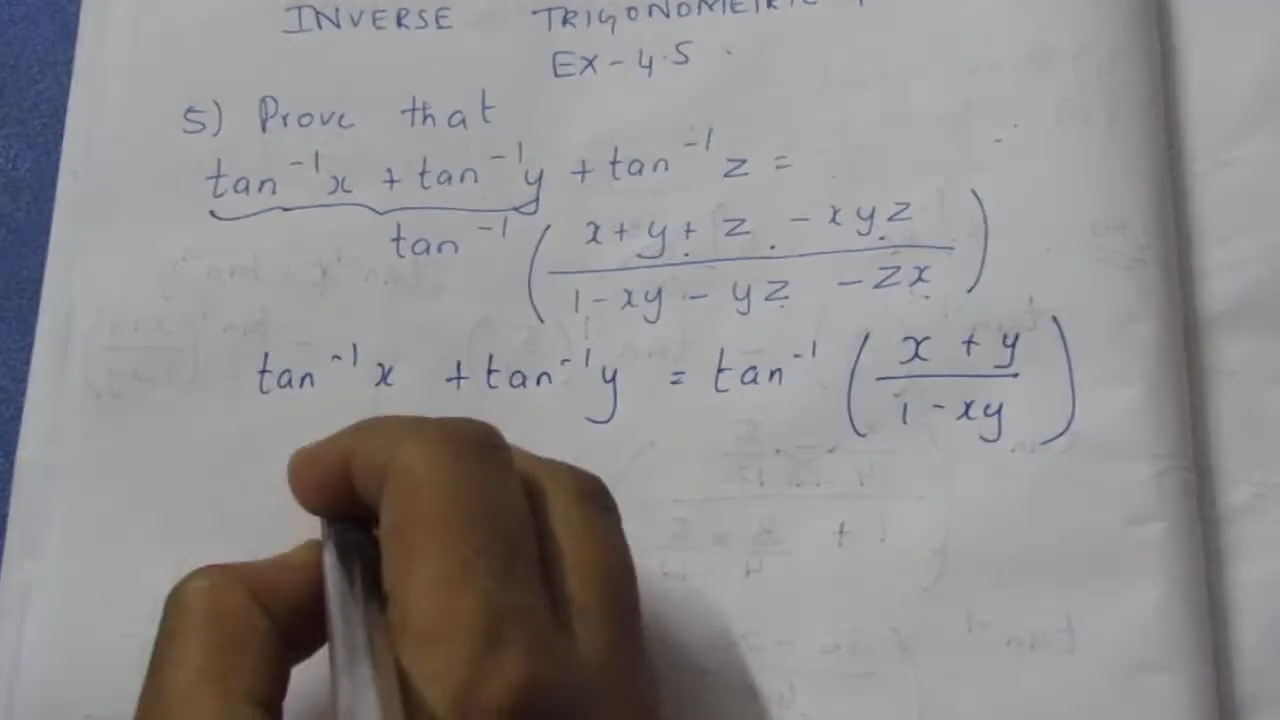 INVERSE TRIGONOMETRIC
EX-4.5
5) Prove that
tan⁻¹x + tan⁻¹y + tan⁻¹z =
tan⁻¹ ( (x+y+z-xyz) / (1-xy-yz-zx) )
tan⁻¹x + tan⁻¹y = tan⁻¹ ( (x+y) / (1-xy) )